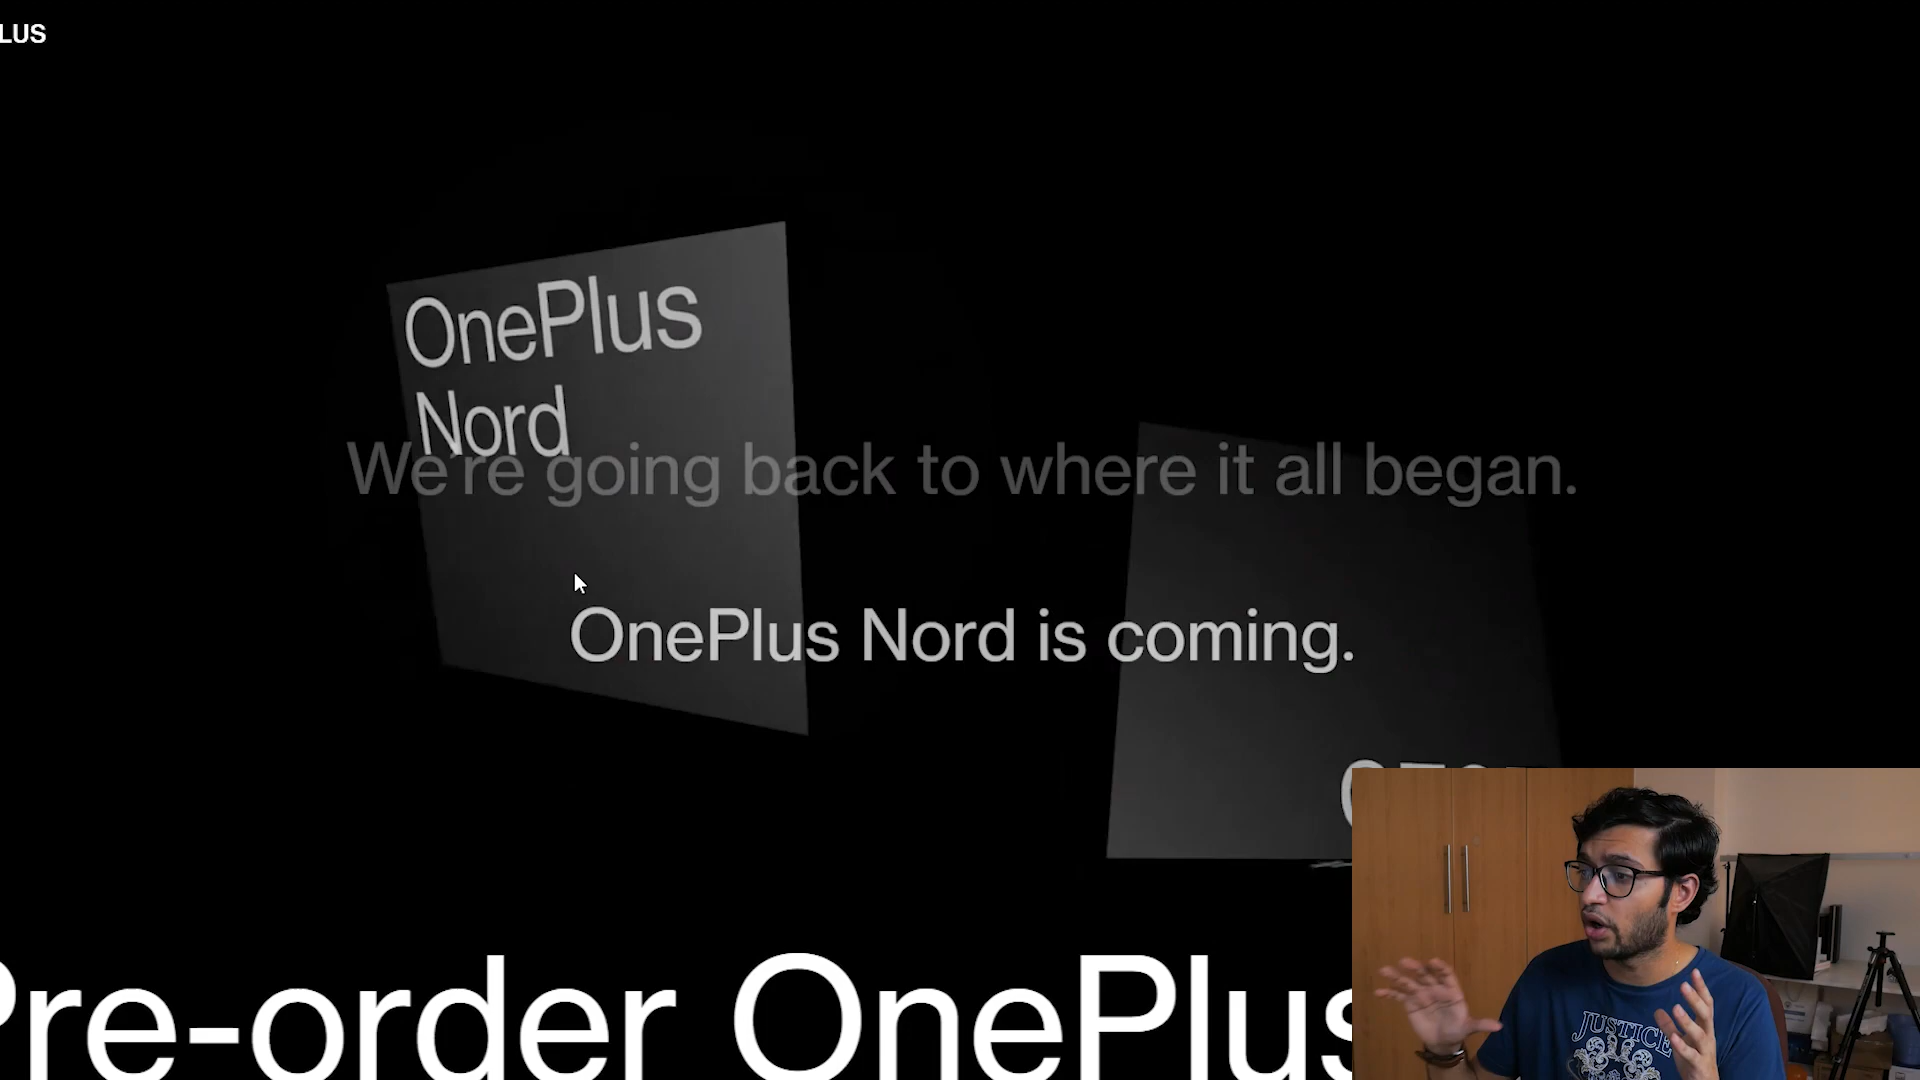 LUS
OnePlus
Nord
We're going back to where it all began.
OnePlus Nord is coming.
Pre-order OnePlus
JUSTICE